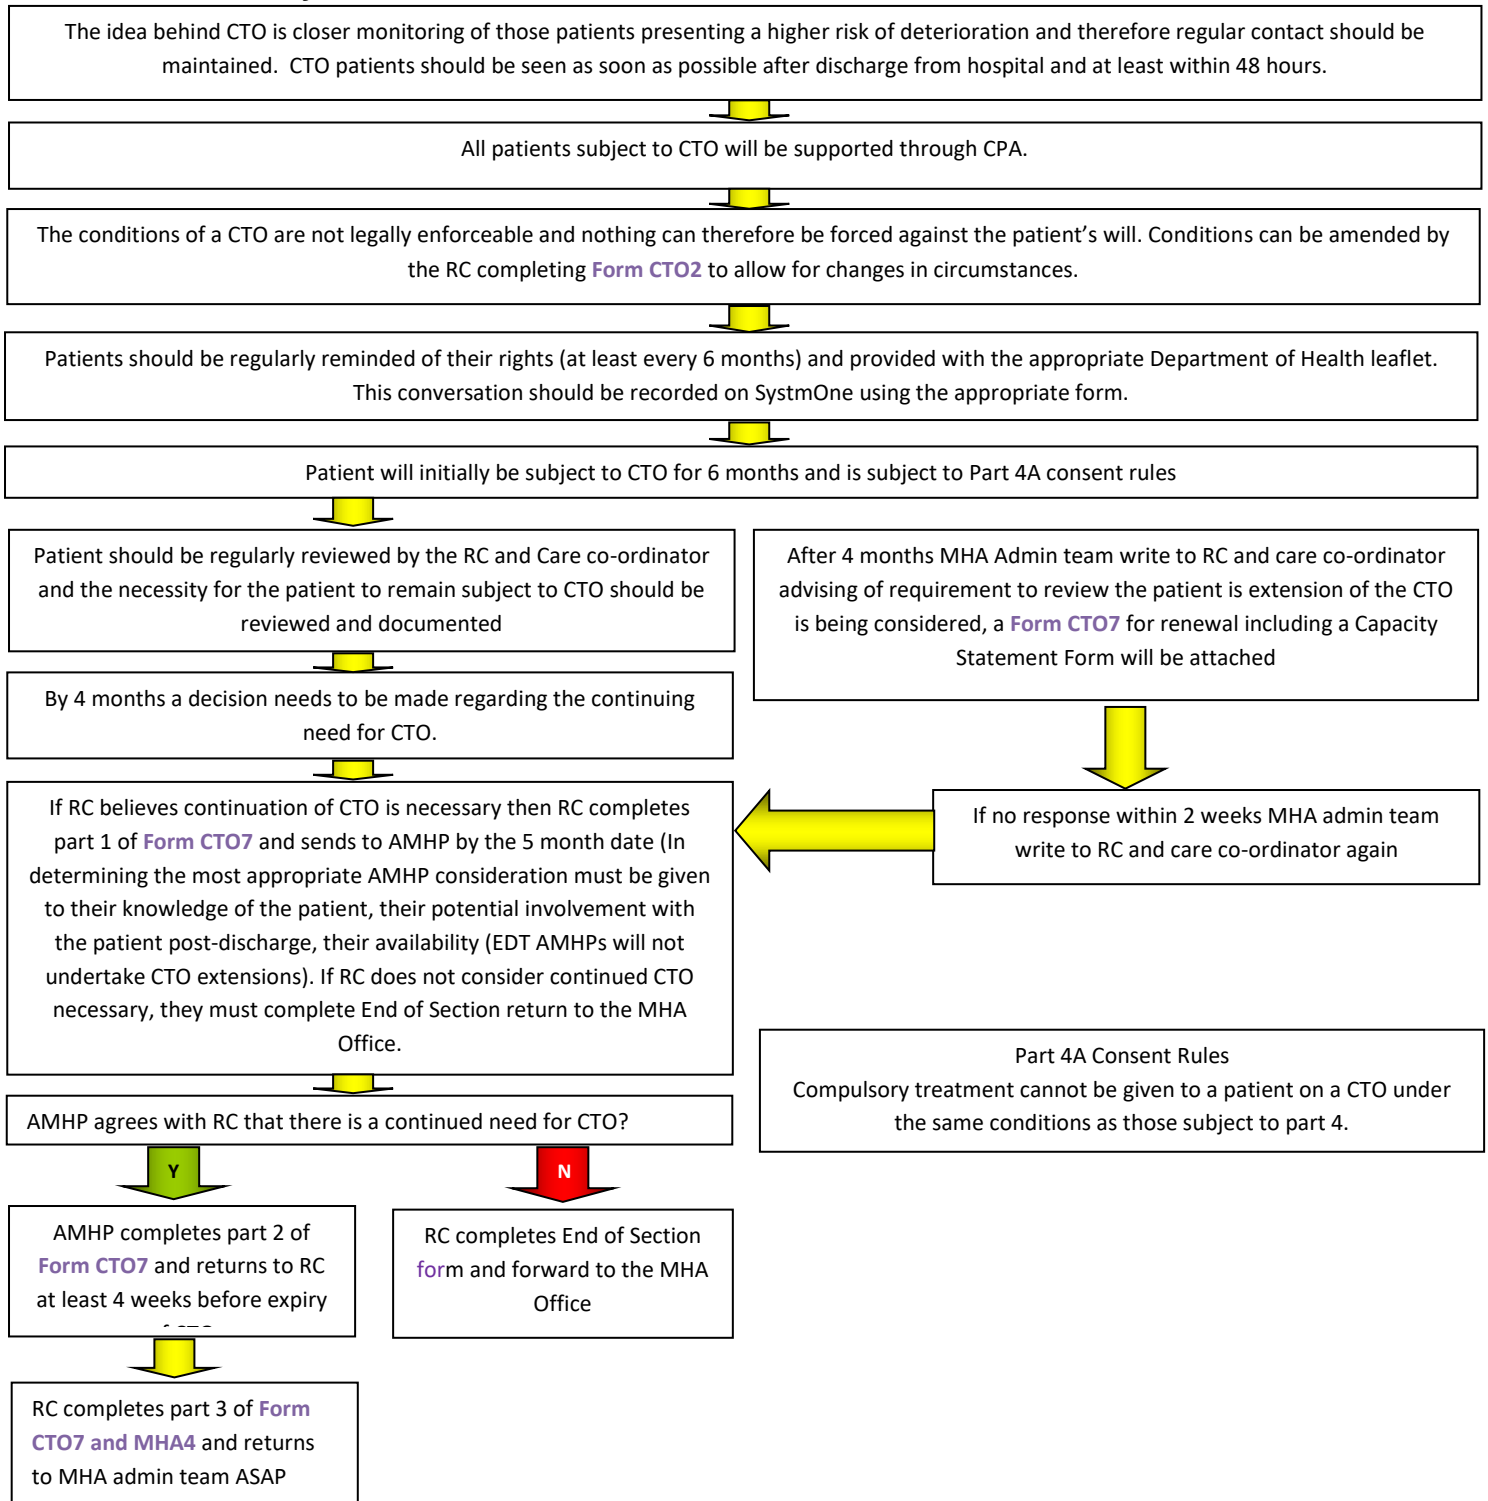 The idea behind CTO is closer monitoring of those patients presenting a higher risk of deterioration and therefore regular contact should be
maintained.  CTO patients should be seen as soon as possible after discharge from hospital and at least within 48 hours.
All patients subject to CTO will be supported through CPA.
The conditions of a CTO are not legally enforceable and nothing can therefore be forced against the patient's will. Conditions can be amended by
the RC completing Form CTO2 to allow for changes in circumstances.
Patients should be regularly reminded of their rights (at least every 6 months) and provided with the appropriate Department of Health leaflet.
This conversation should be recorded on SystmOne using the appropriate form.
Patient will initially be subject to CTO for 6 months and is subject to Part 4A consent rules
Patient should be regularly reviewed by the RC and Care co-ordinator
and the necessity for the patient to remain subject to CTO should be
reviewed and documented
By 4 months a decision needs to be made regarding the continuing
need for CTO.
If RC believes continuation of CTO is necessary then RC completes
part 1 of Form CTO7 and sends to AMHP by the 5 month date (In
determining the most appropriate AMHP consideration must be given
to their knowledge of the patient, their potential involvement with
the patient post-discharge, their availability (EDT AMHPs will not
undertake CTO extensions). If RC does not consider continued CTO
necessary, they must complete End of Section return to the MHA
Office.
After 4 months MHA Admin team write to RC and care co-ordinator
advising of requirement to review the patient is extension of the CTO
is being considered, a Form CTO7 for renewal including a Capacity
Statement Form will be attached
If no response within 2 weeks MHA admin team
write to RC and care co-ordinator again
Part 4A Consent Rules
Compulsory treatment cannot be given to a patient on a CTO under
the same conditions as those subject to part 4.
AMHP agrees with RC that there is a continued need for CTO?
Y
N
AMHP completes part 2 of
Form CTO7 and returns to RC
at least 4 weeks before expiry
RC completes End of Section
form and forward to the MHA
Office
RC completes part 3 of Form
CTO7 and MHA4 and returns
to MHA admin team ASAP